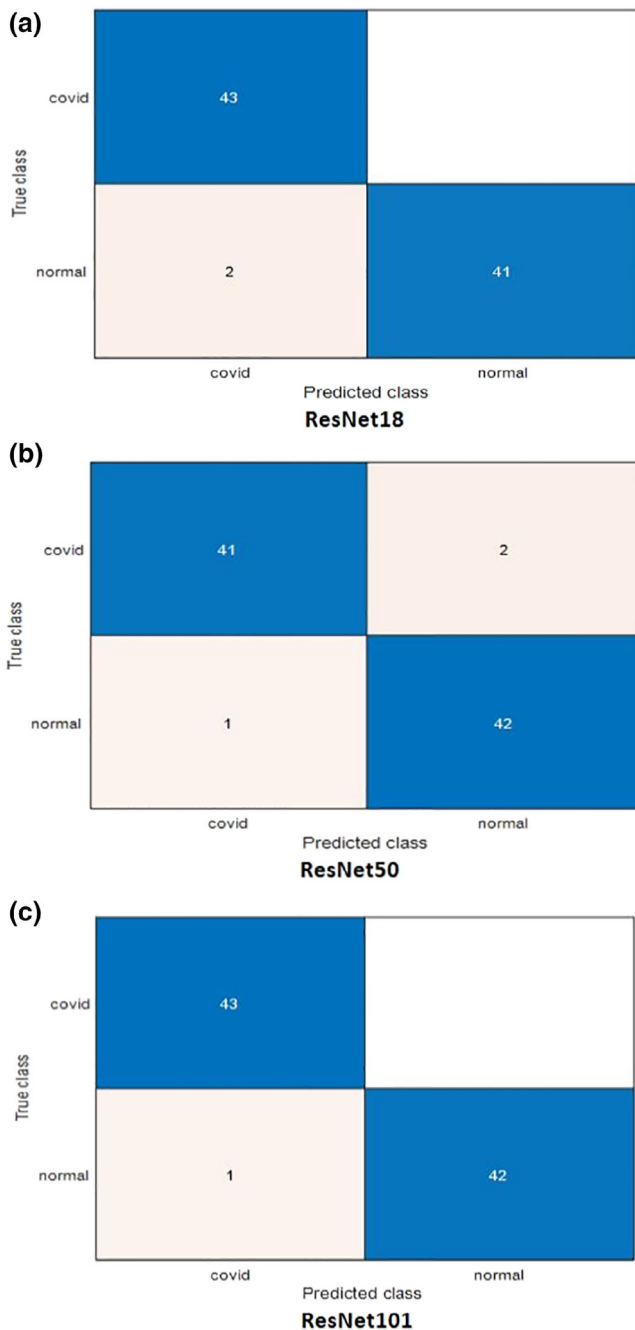 (a)
covid
43
True class
normal
2
41
covid
normal
Predicted class
ResNet18
(b)
covid
41
2
True class
normal
1
42
covid
normal
Predicted class
ResNet50
(c)
covid
43
True class
normal
1
42
covid
normal
Predicted class
ResNet101